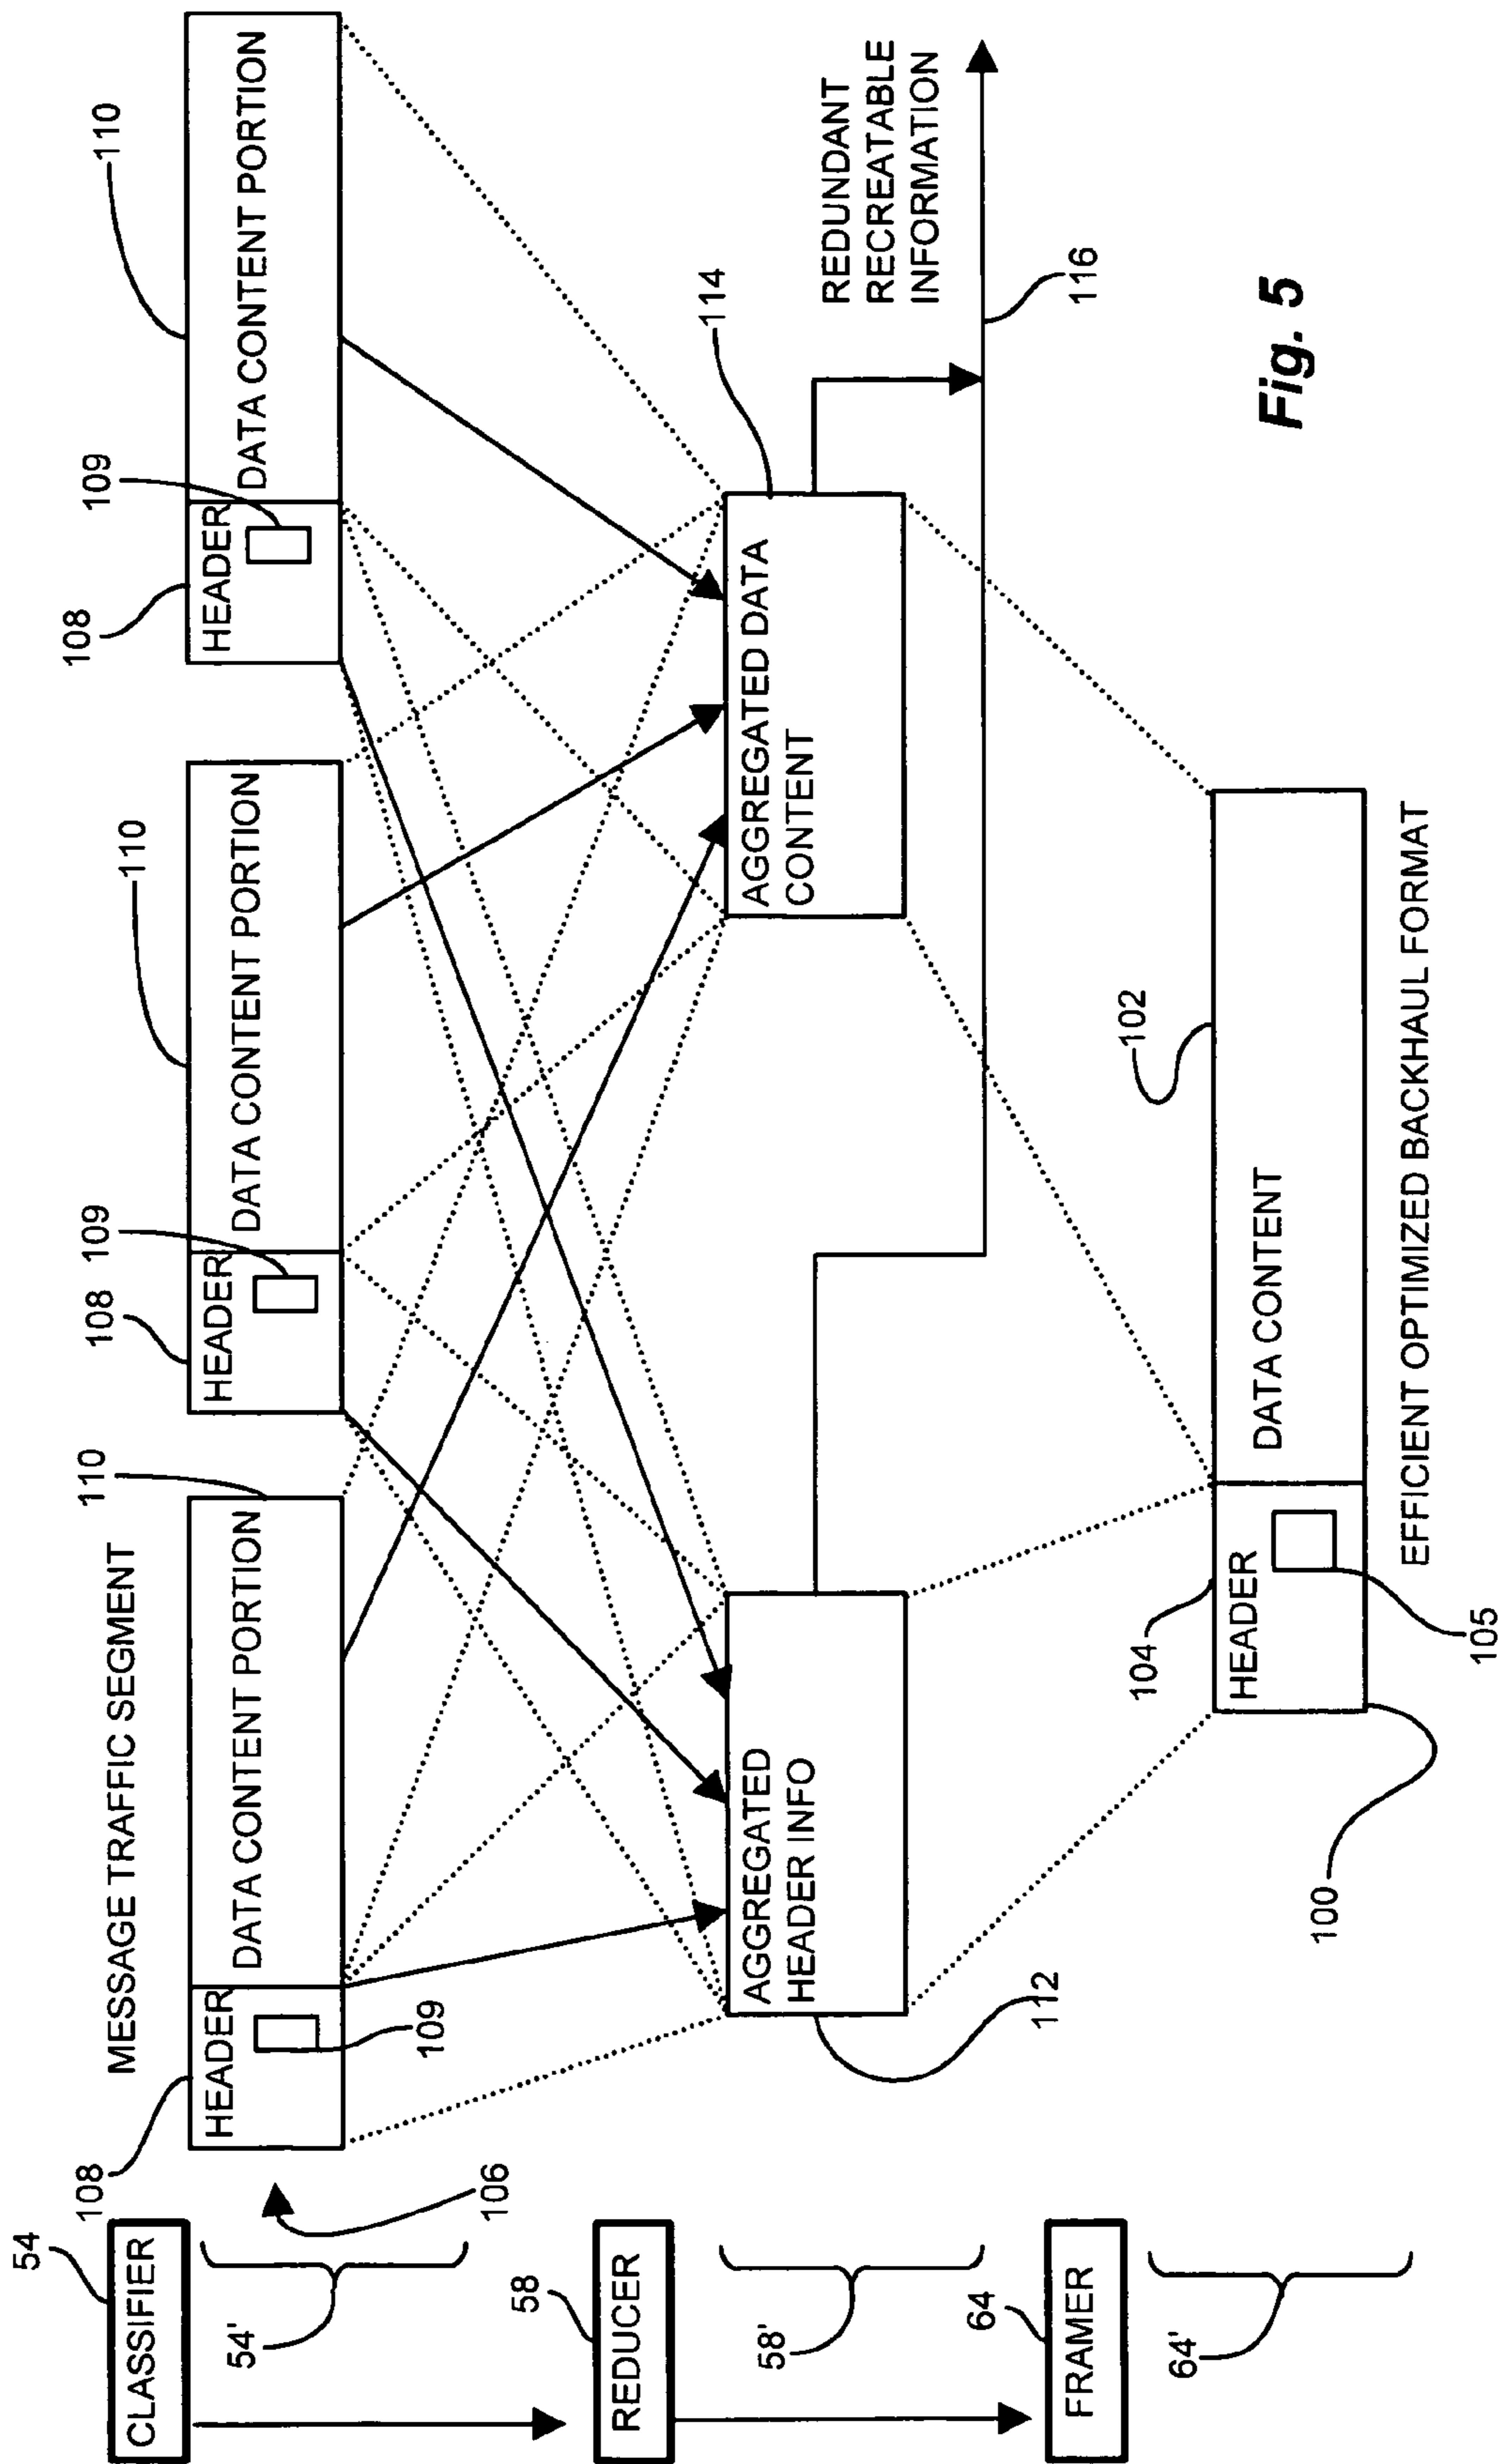 54
CLASSIFIER
54'
106
58
REDUCER
58'
64
FRAMER
64'
MESSAGE TRAFFIC SEGMENT
108
HEADER
109
DATA CONTENT PORTION
110
108
HEADER
109
DATA CONTENT PORTION
110
108
HEADER
109
DATA CONTENT PORTION
110
AGGREGATED
HEADER INFO
112
AGGREGATED DATA
CONTENT
114
REDUNDANT
RECREATABLE
INFORMATION
116
104
HEADER
105
100
DATA CONTENT
102
EFFICIENT OPTIMIZED BACKHAUL FORMAT
Fig. 5